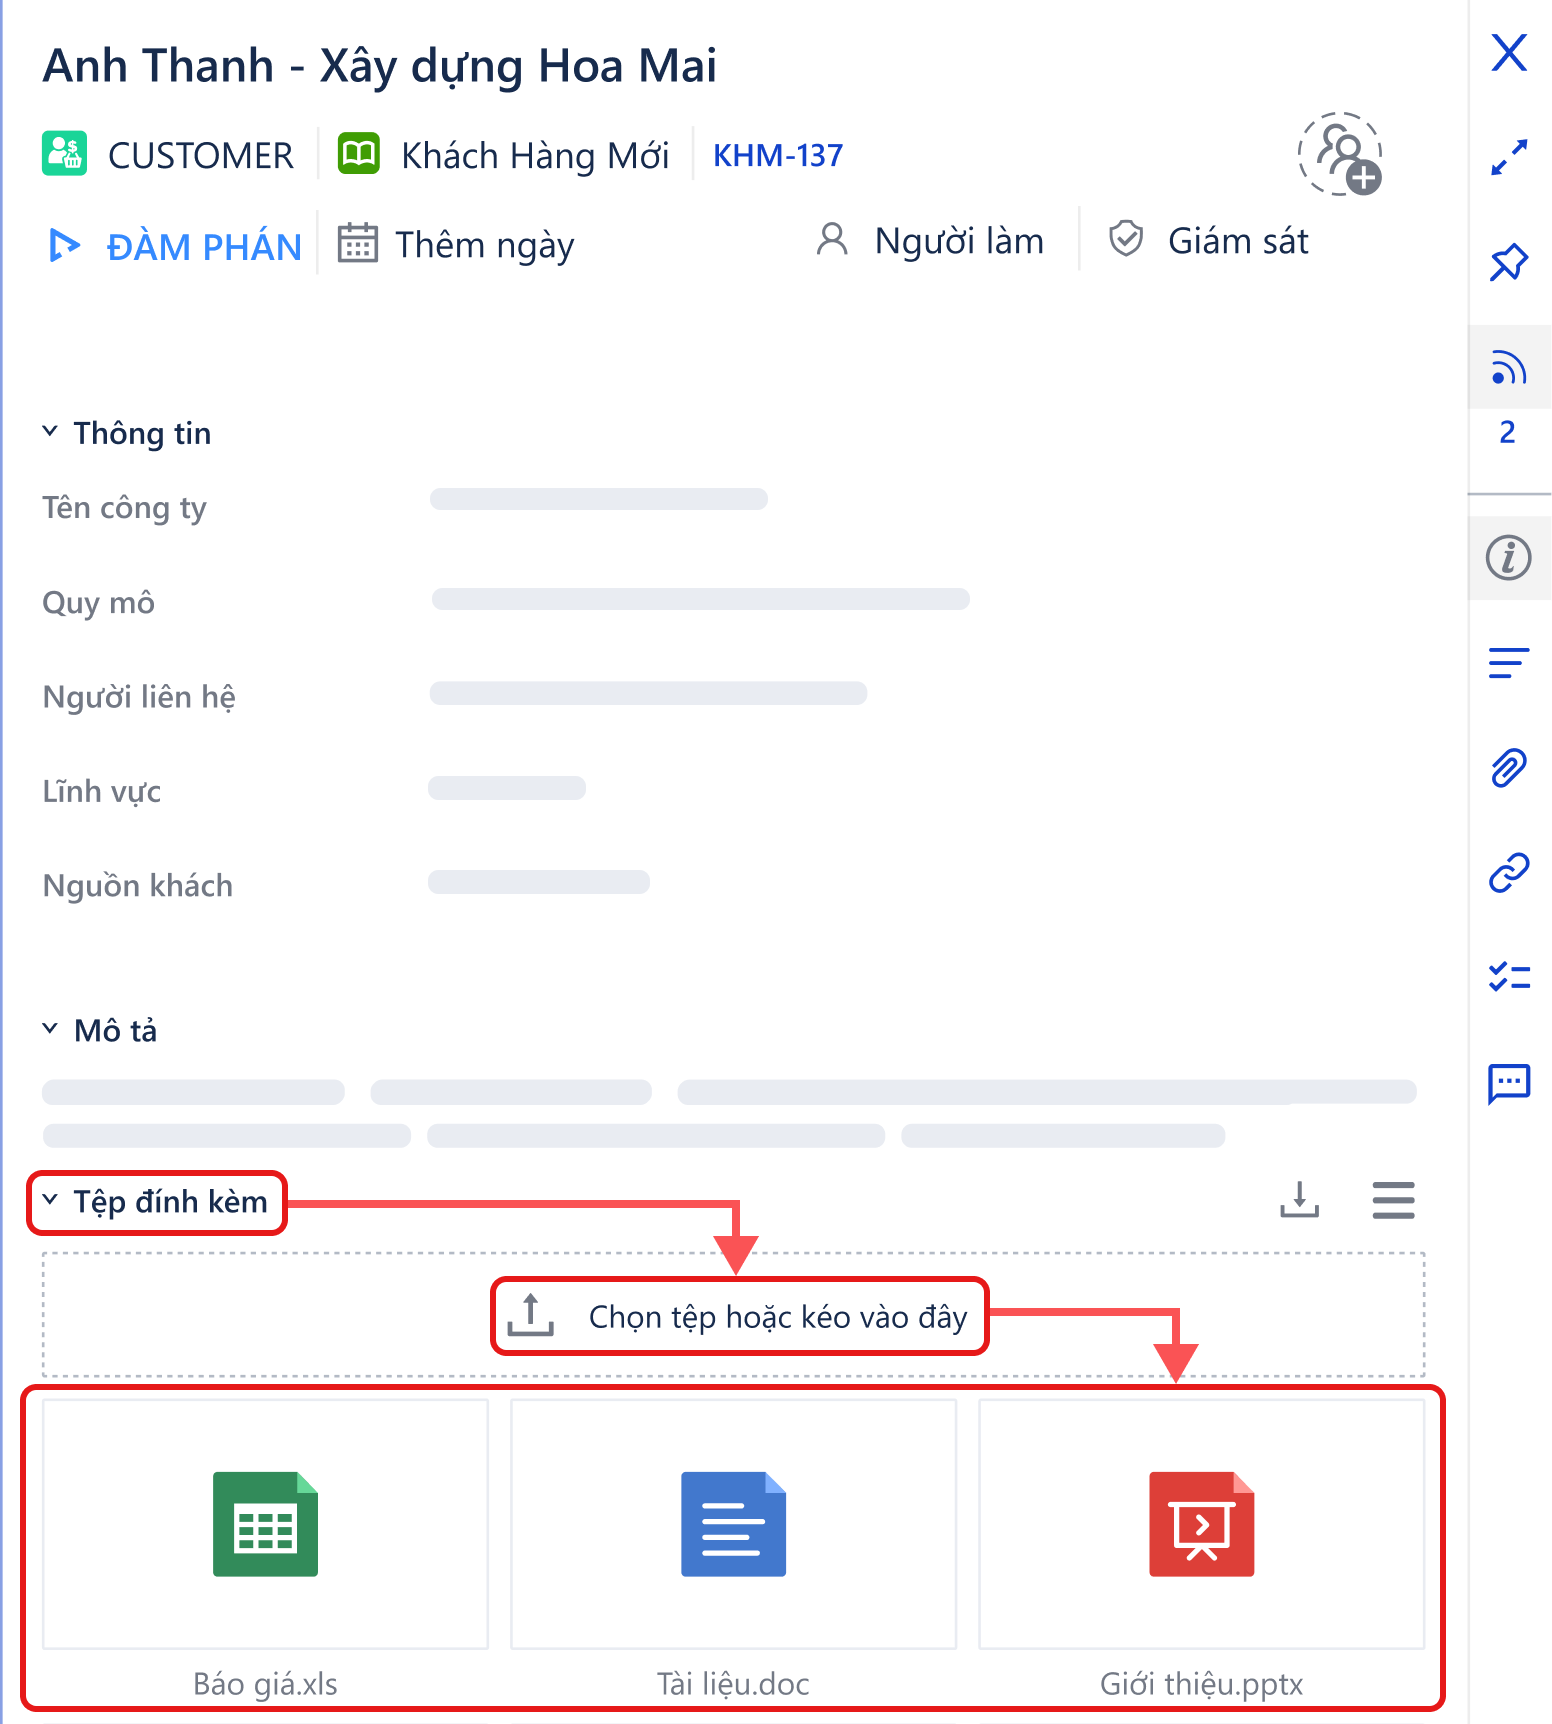 Anh Thanh - Xây dựng Hoa Mai
CUSTOMER Khách Hàng Mới KHM-137
ĐÀM PHÁN Thêm ngày Người làm Giám sát
2
Thông tin
Tên công ty
Quy mô
Người liên hệ
Lĩnh vực
Nguồn khách
Mô tả
Tệp đính kèm
Chọn tệp hoặc kéo vào đây
Báo giá.xls Tài liệu.doc Giới thiệu.pptx